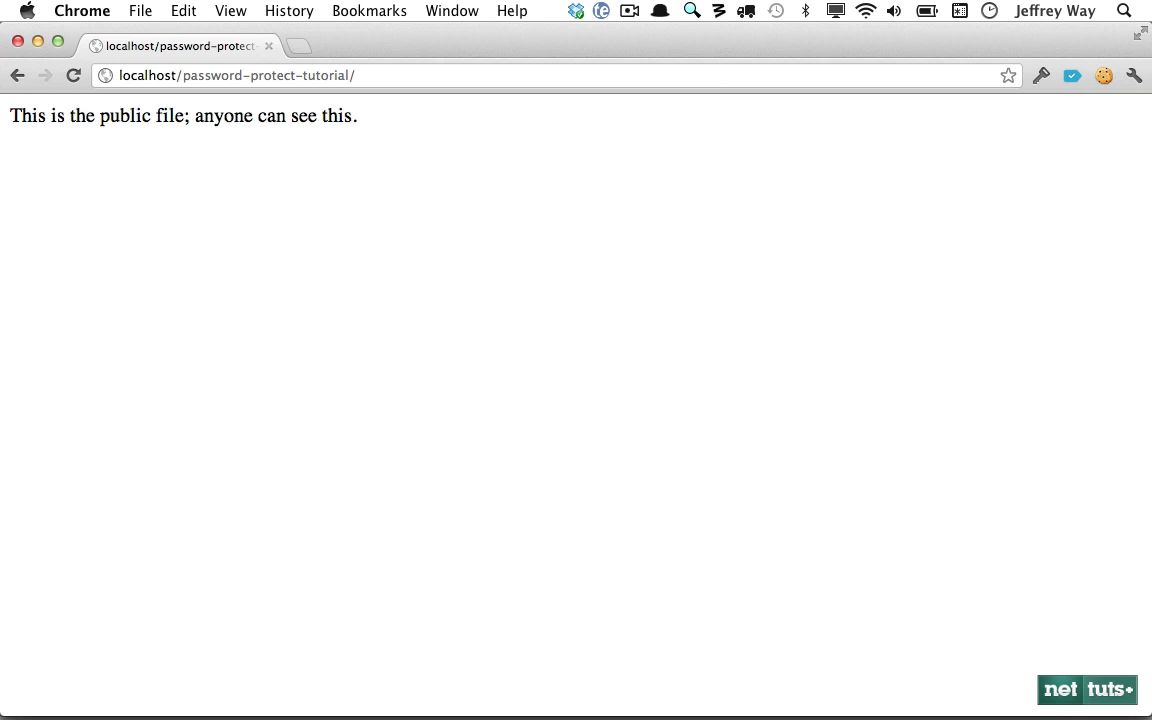 Chrome File Edit View History Bookmarks Window Help Jeffrey Way
localhost/password-protect-
localhost/password-protect-tutorial/
This is the public file; anyone can see this.
net tuts+